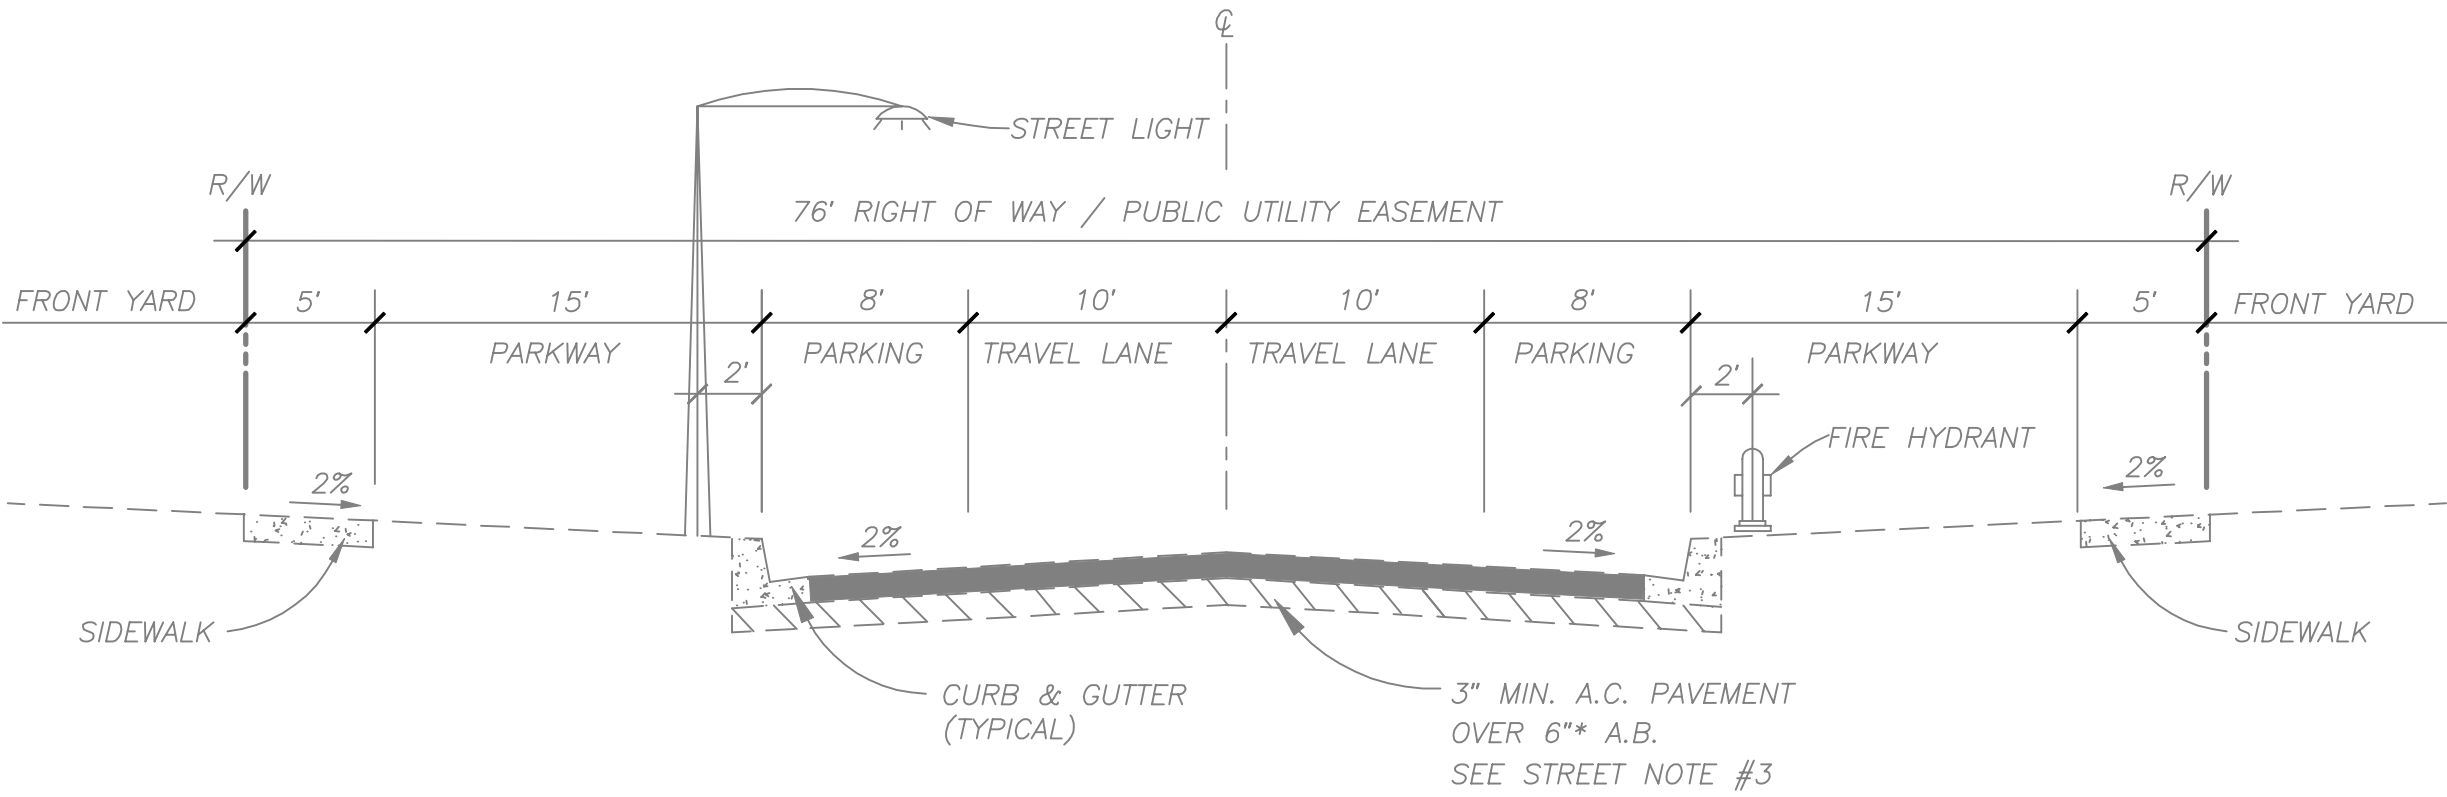 ℄
STREET LIGHT
R/W
R/W
76' RIGHT OF WAY / PUBLIC UTILITY EASEMENT
FRONT YARD 5' 15' 8' 10' 10' 8' 15' 5' FRONT YARD
PARKWAY PARKING TRAVEL LANE TRAVEL LANE PARKING PARKWAY
2'
2'
FIRE HYDRANT
2%
2%
2%
2%
SIDEWALK
SIDEWALK
CURB & GUTTER
(TYPICAL)
3" MIN. A.C. PAVEMENT
OVER 6"* A.B.
SEE STREET NOTE #3